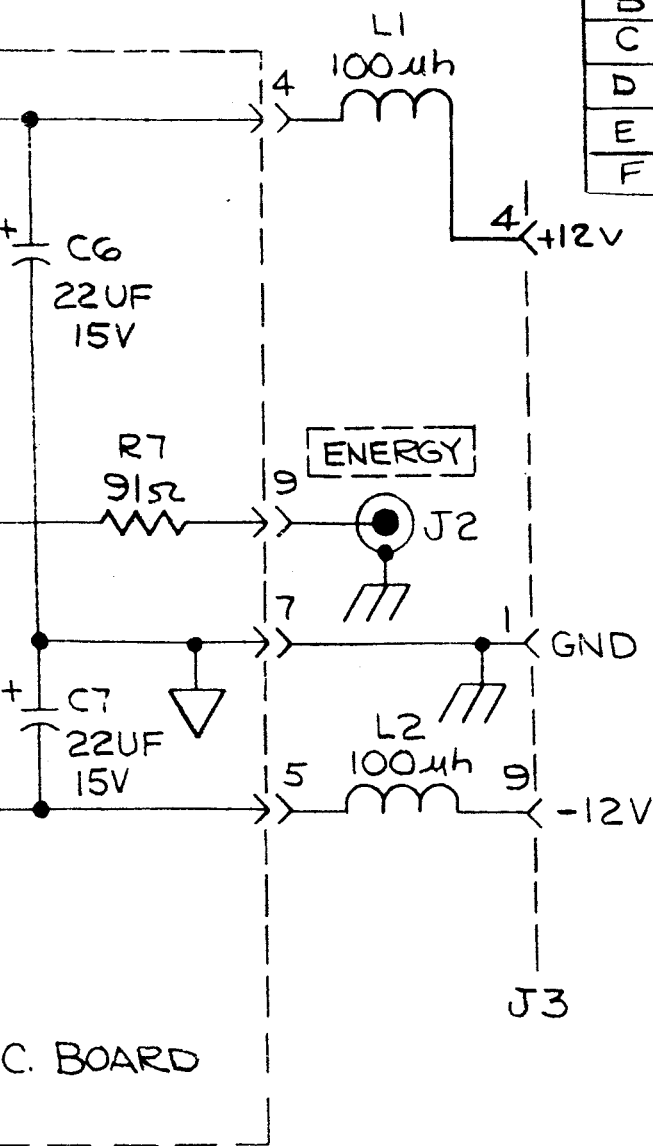 L1
100µh
C
D
E
F
4
4
+12V
+
C6
22UF
15V
R7
91Ω
9
ENERGY
J2
7
1
GND
+
C7
22UF
15V
L2
100µh
5
9
-12V
J3
C. BOARD